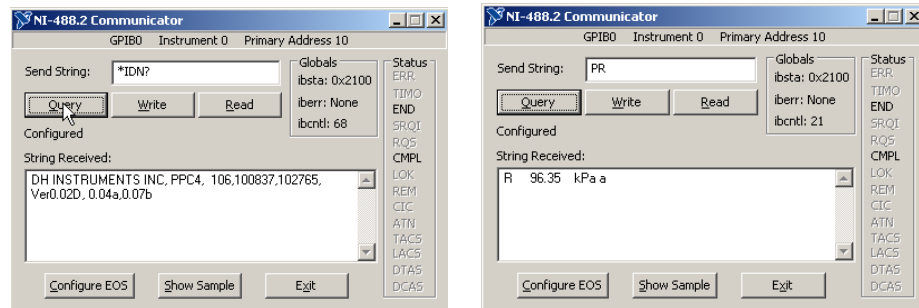 NI-488.2 Communicator
GPIB0 Instrument 0 Primary Address 10
Send String: *IDN?
Query Write Read
Configured
Globals
ibsta: 0x2100
iberr: None
ibcntl: 68
String Received:
DH INSTRUMENTS INC, PPC4, 106,100837,102765,
Ver0.02D, 0.04a,0.07b
Configure EOS Show Sample Exit
Status
ERR
TIMO
END
SRQI
RQS
CMPL
LOK
REM
CIC
ATN
TACS
LACS
DTAS
DCAS
NI-488.2 Communicator
GPIB0 Instrument 0 Primary Address 10
Send String: PR
Query Write Read
Configured
Globals
ibsta: 0x2100
iberr: None
ibcntl: 21
String Received:
R 96.35 kPa a
Configure EOS Show Sample Exit
Status
ERR
TIMO
END
SRQI
RQS
CMPL
LOK
REM
CIC
ATN
TACS
LACS
DTAS
DCAS